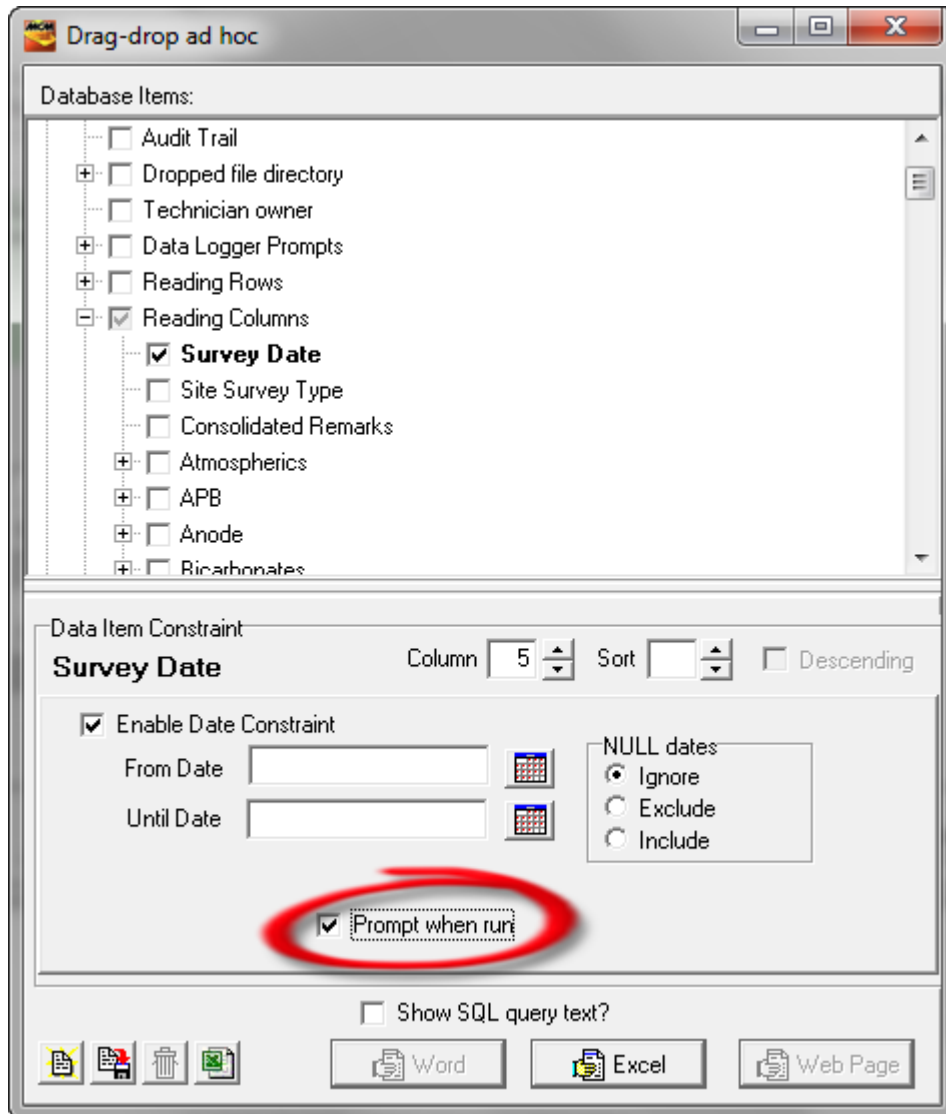 MCM
Drag-drop ad hoc
Database Items:
Audit Trail
Dropped file directory
Technician owner
Data Logger Prompts
Reading Rows
Reading Columns
Survey Date
Site Survey Type
Consolidated Remarks
Atmospherics
APB
Anode
Bicarbonates
Data Item Constraint
Survey Date Column 5 Sort Descending
Enable Date Constraint
From Date
Until Date
NULL dates
Ignore
Exclude
Include
Prompt when run
Show SQL query text?
Word Excel Web Page